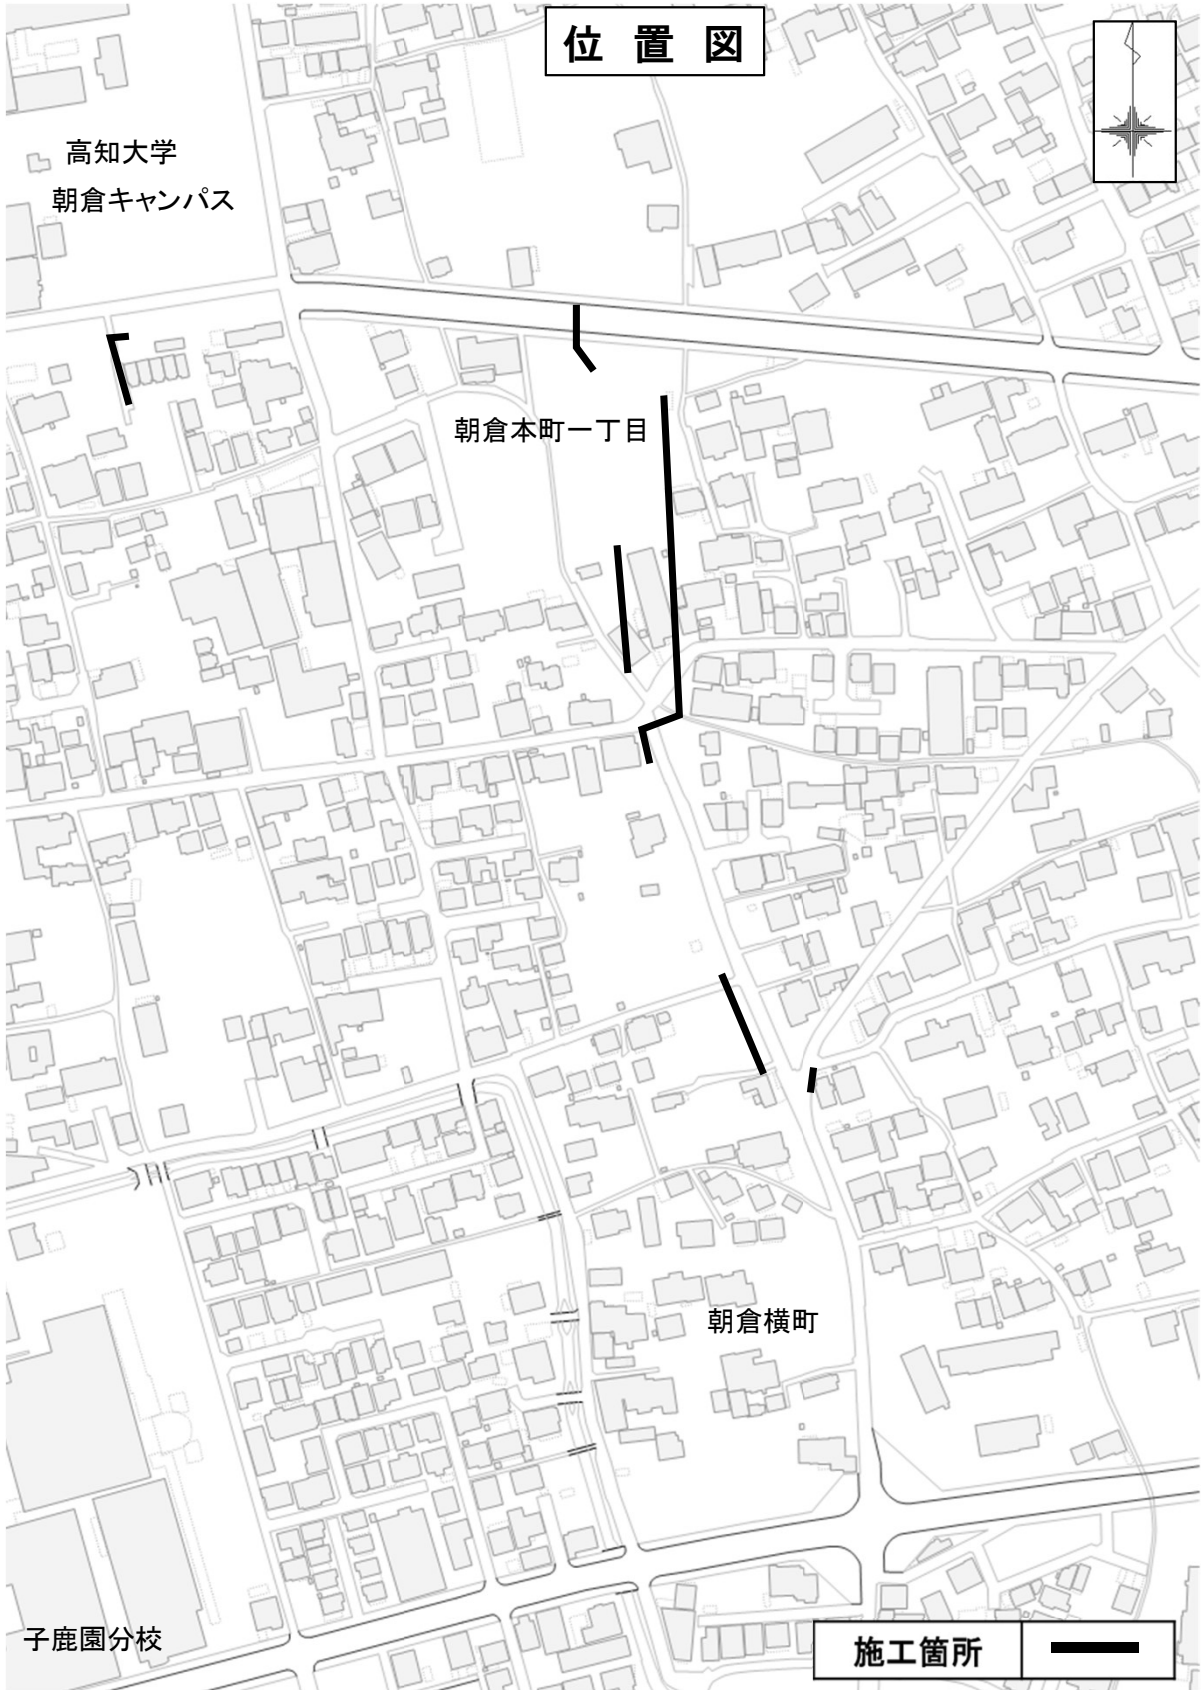 位置図
高知大学
朝倉キャンパス
朝倉本町一丁目
朝倉横町
子鹿園分校
施工箇所